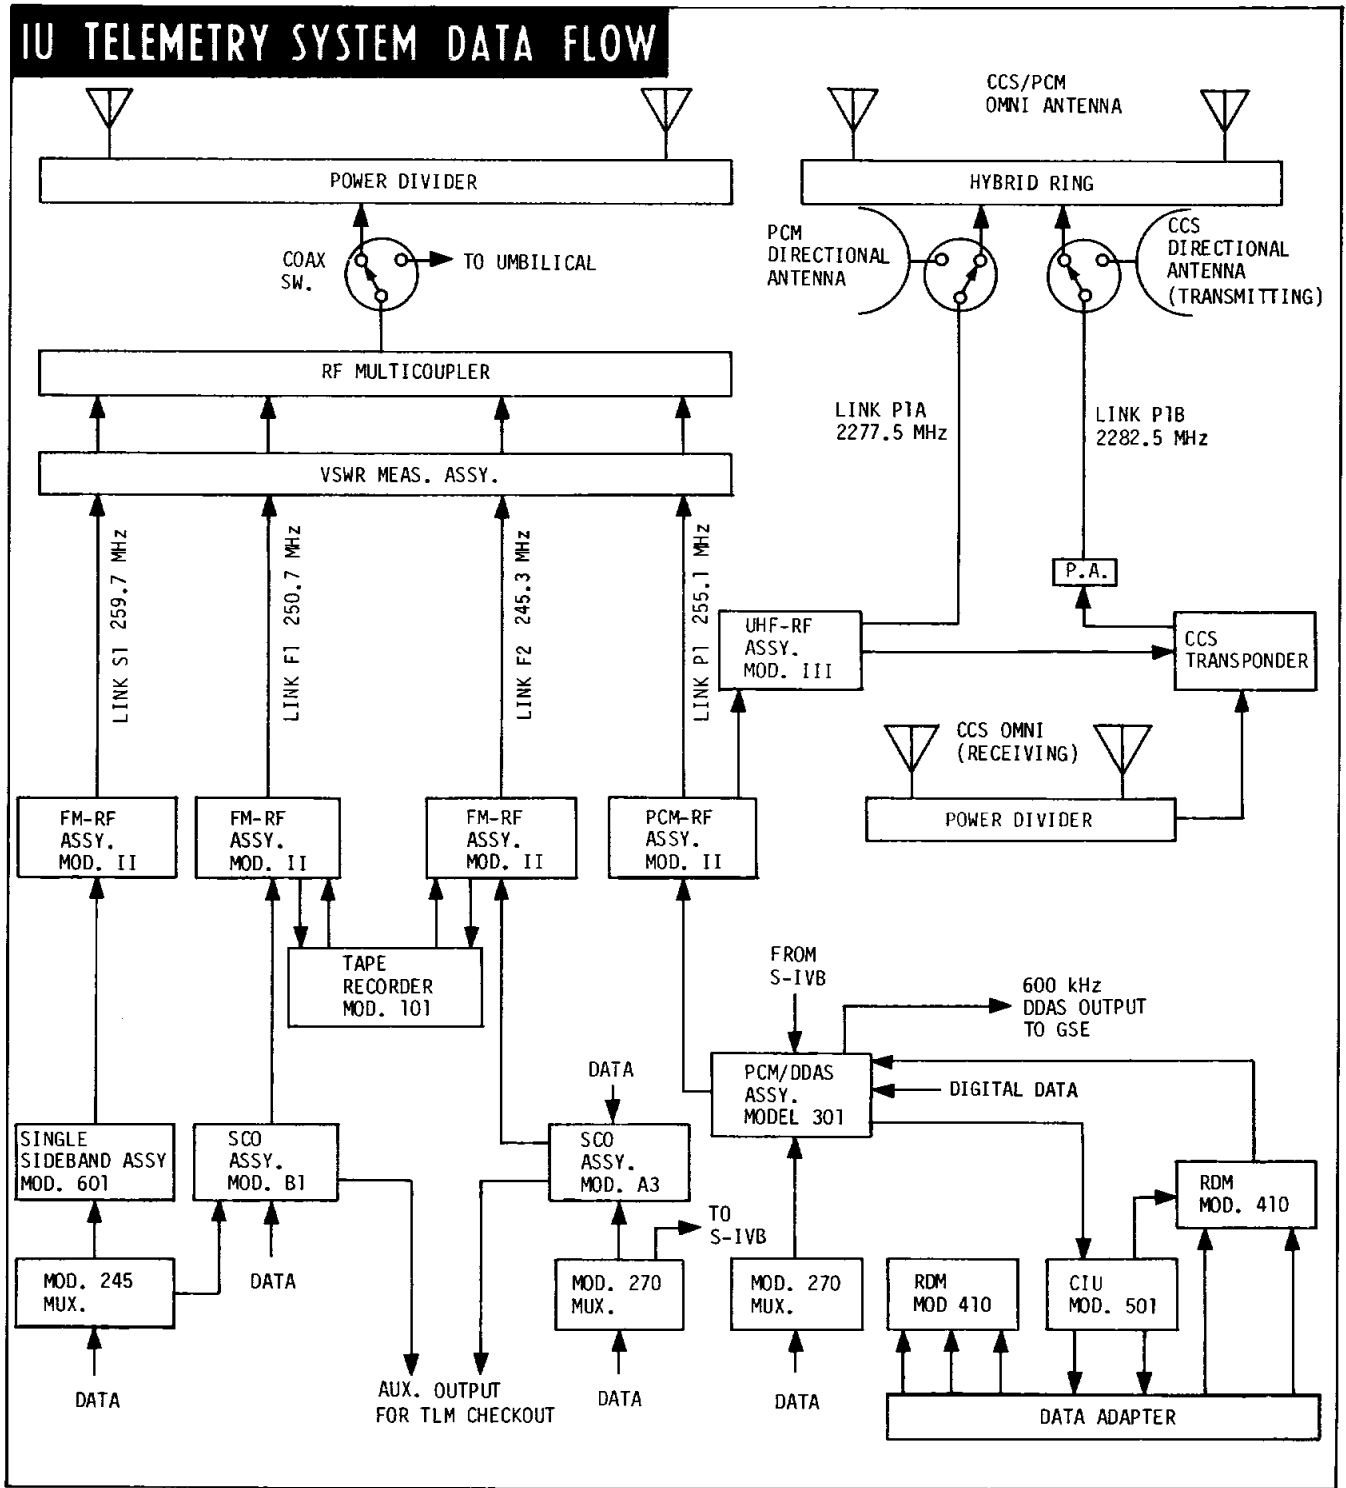 IU TELEMETRY SYSTEM DATA FLOW
CCS/PCM
OMNI ANTENNA
POWER DIVIDER
HYBRID RING
COAX
SW.
TO UMBILICAL
PCM
DIRECTIONAL
ANTENNA
CCS
DIRECTIONAL
ANTENNA
(TRANSMITTING)
RF MULTICOUPLER
LINK P1A
2277.5 MHz
LINK P1B
2282.5 MHz
VSWR MEAS. ASSY.
LINK S1 259.7 MHz
LINK F1 250.7 MHz
LINK F2 245.3 MHz
LINK P1 255.1 MHz
P.A.
UHF-RF
ASSY.
MOD. III
CCS
TRANSPONDER
CCS OMNI
(RECEIVING)
POWER DIVIDER
FM-RF
ASSY.
MOD. II
FM-RF
ASSY.
MOD. II
FM-RF
ASSY.
MOD. II
PCM-RF
ASSY.
MOD. II
TAPE
RECORDER
MOD. 101
FROM
S-IVB
600 kHz
DDAS OUTPUT
TO GSE
DATA
PCM/DDAS
ASSY.
MODEL 301
DIGITAL DATA
SINGLE
SIDEBAND ASSY
MOD. 601
SCO
ASSY.
MOD. B1
SCO
ASSY.
MOD. A3
RDM
MOD. 410
TO
S-IVB
MOD. 245
MUX.
DATA
MOD. 270
MUX.
MOD. 270
MUX.
RDM
MOD 410
CIU
MOD. 501
DATA
AUX. OUTPUT
FOR TLM CHECKOUT
DATA
DATA
DATA ADAPTER